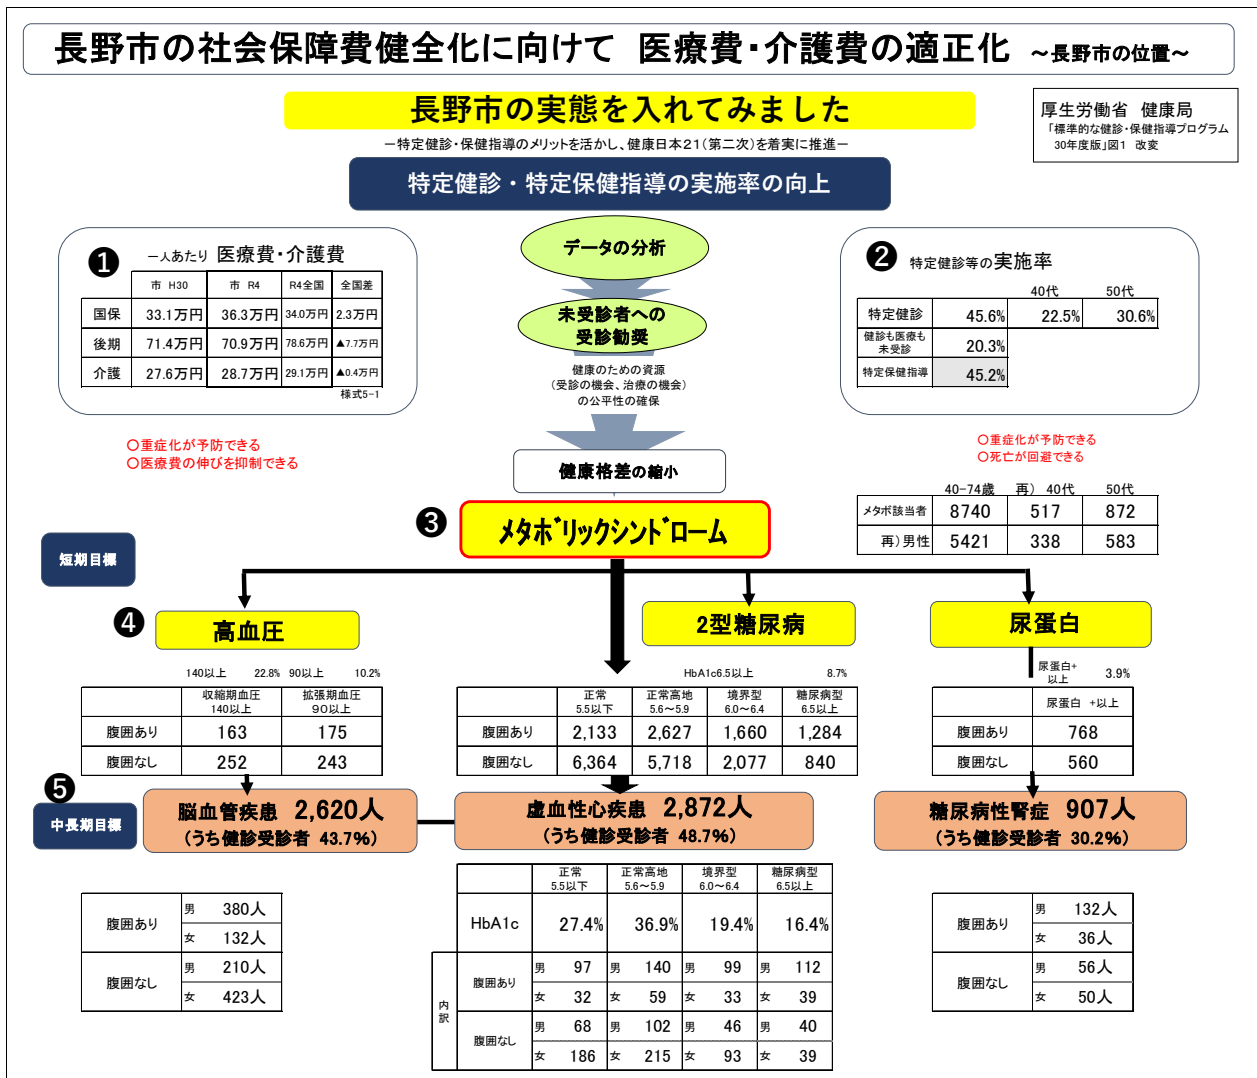 長野市の社会保障費健全化に向けて 医療費・介護費の適正化 ～長野市の位置～
長野市の実態を入れてみました
厚生労働省 健康局
「標準的な健診・保健指導プログラム
30年度版」図1 改変
－特定健診・保健指導のメリットを活かし、健康日本２１（第二次）を着実に推進－
特定健診・特定保健指導の実施率の向上
❶ 一人あたり 医療費・介護費
市 H30 市 R4 R4全国 全国差
国保 33.1万円 36.3万円 34.0万円 2.3万円
後期 71.4万円 70.9万円 78.6万円 ▲7.7万円
介護 27.6万円 28.7万円 29.1万円 ▲0.4万円
様式5-1
○重症化が予防できる
○医療費の伸びを抑制できる
データの分析
未受診者への
受診勧奨
健康のための資源
（受診の機会、治療の機会）
の公平性の確保
健康格差の縮小
❷ 特定健診等の実施率
40代 50代
特定健診 45.6% 22.5% 30.6%
健診も医療も
未受診 20.3%
特定保健指導 45.2%
○重症化が予防できる
○死亡が回避できる
40-74歳 再） 40代 50代
メタボ該当者 8740 517 872
再）男性 5421 338 583
❸ メタボリックシンドローム
短期目標
❹ 高血圧
2型糖尿病
尿蛋白
140以上 22.8% 90以上 10.2%
収縮期血圧
140以上
拡張期血圧
９０以上
腹囲あり 163 175
腹囲なし 252 243
HbA1c6.5以上 8.7%
正常
5.5以下
正常高地
5.6～5.9
境界型
6.0～6.4
糖尿病型
6.5以上
腹囲あり 2,133 2,627 1,660 1,284
腹囲なし 6,364 5,718 2,077 840
尿蛋白+
以上 3.9%
尿蛋白 +以上
腹囲あり 768
腹囲なし 560
❺
中長期目標
脳血管疾患 2,620人
（うち健診受診者 43.7%）
虚血性心疾患 2,872人
（うち健診受診者 48.7%）
糖尿病性腎症 907人
（うち健診受診者 30.2%）
腹囲あり 男 380人
女 132人
腹囲なし 男 210人
女 423人
正常
5.5以下
正常高地
5.6～5.9
境界型
6.0～6.4
糖尿病型
6.5以上
HbA1c 27.4% 36.9% 19.4% 16.4%
内訳
腹囲あり 男 97 男 140 男 99 男 112
女 32 女 59 女 33 女 39
腹囲なし 男 68 男 102 男 46 男 40
女 186 女 215 女 93 女 39
腹囲あり 男 132人
女 36人
腹囲なし 男 56人
女 50人